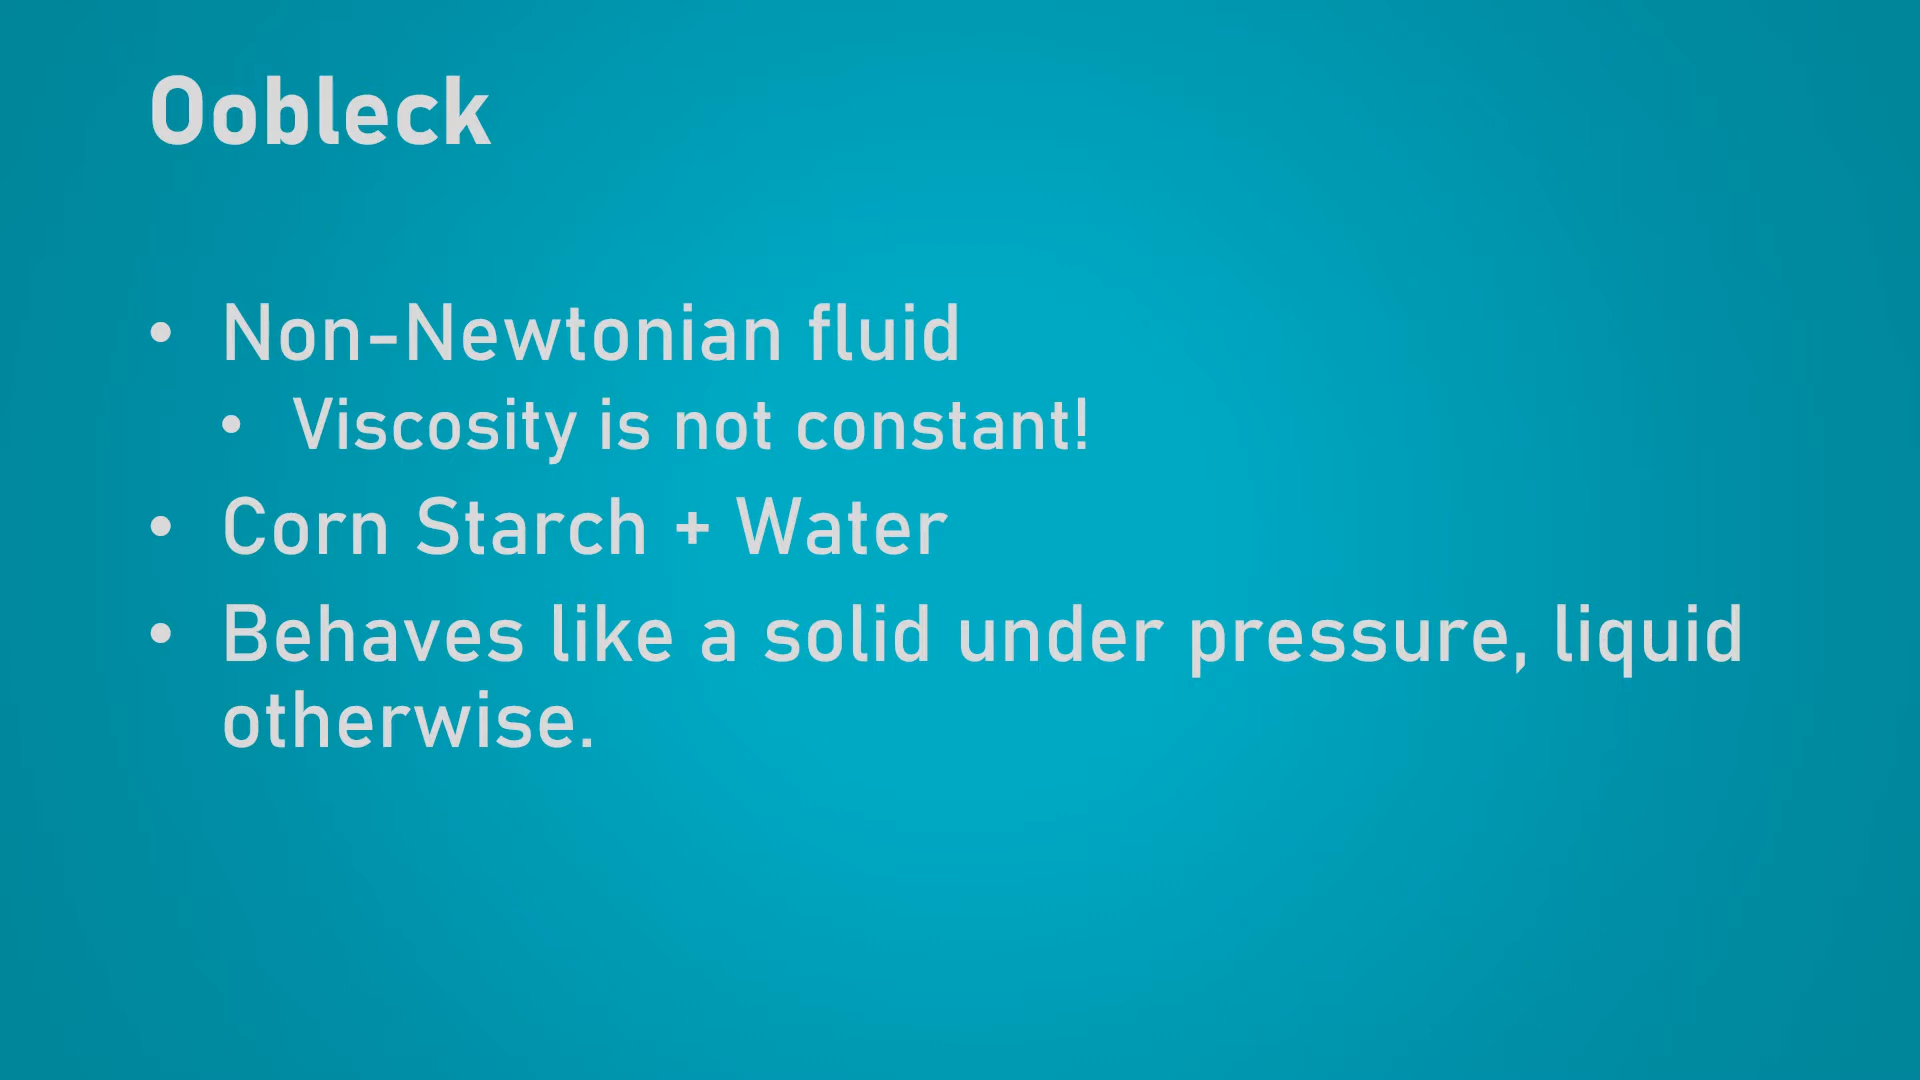 Oobleck
• Non-Newtonian fluid
• Viscosity is not constant!
• Corn Starch + Water
• Behaves like a solid under pressure, liquid
otherwise.